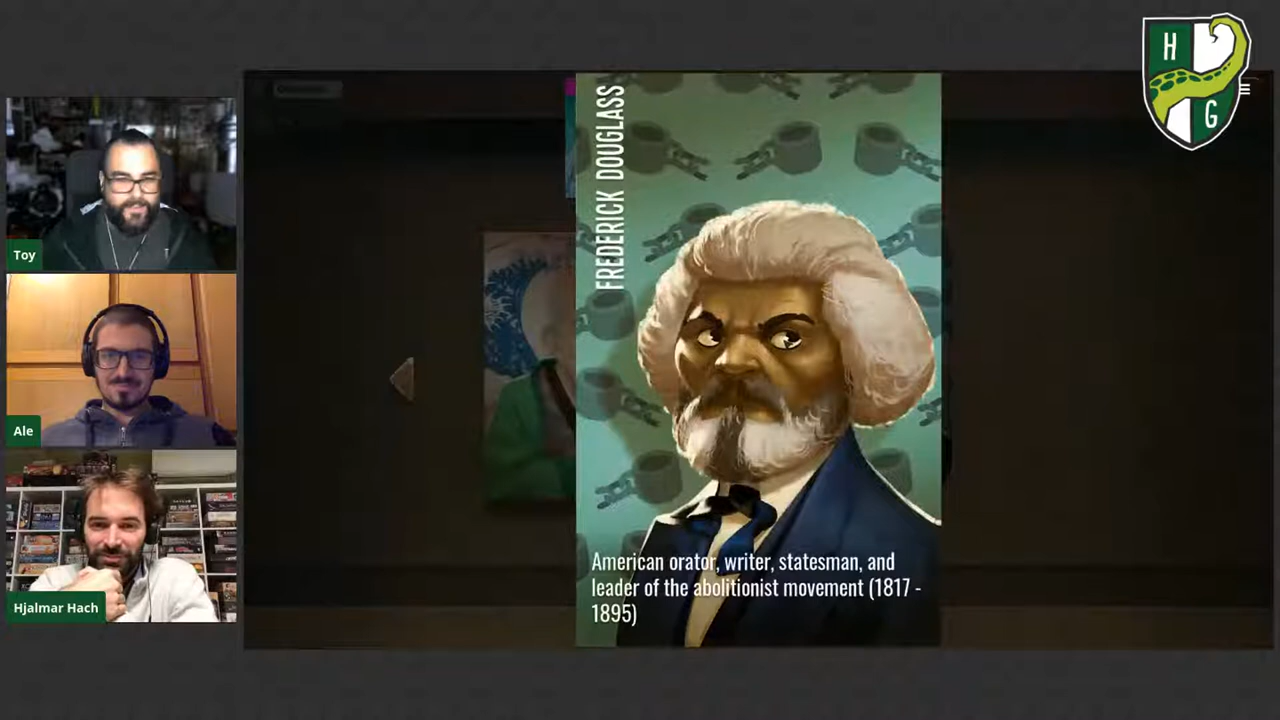 H
G
FREDERICK DOUGLASS
Toy
Ale
American orator, writer, statesman, and
leader of the abolitionist movement (1817 -
1895)
Hjalmar Hach